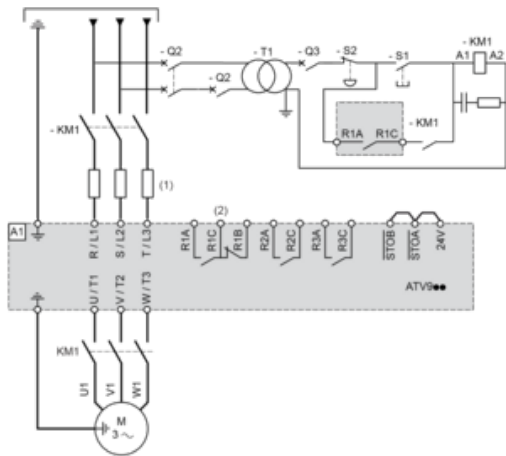 - Q2
- T1
- Q3
- S2
- S1
- KM1
A1
A2
- Q2
- KM1
R1A
R1C
- KM1
(1)
A1
R / L1
S / L2
T / L3
(2)
R1A
R1C
R1B
R2A
R2C
R3A
R3C
STOB
STOA
24V
U / T1
V / T2
W / T3
ATV9●●
KM1
U1
V1
W1
M
3 ~